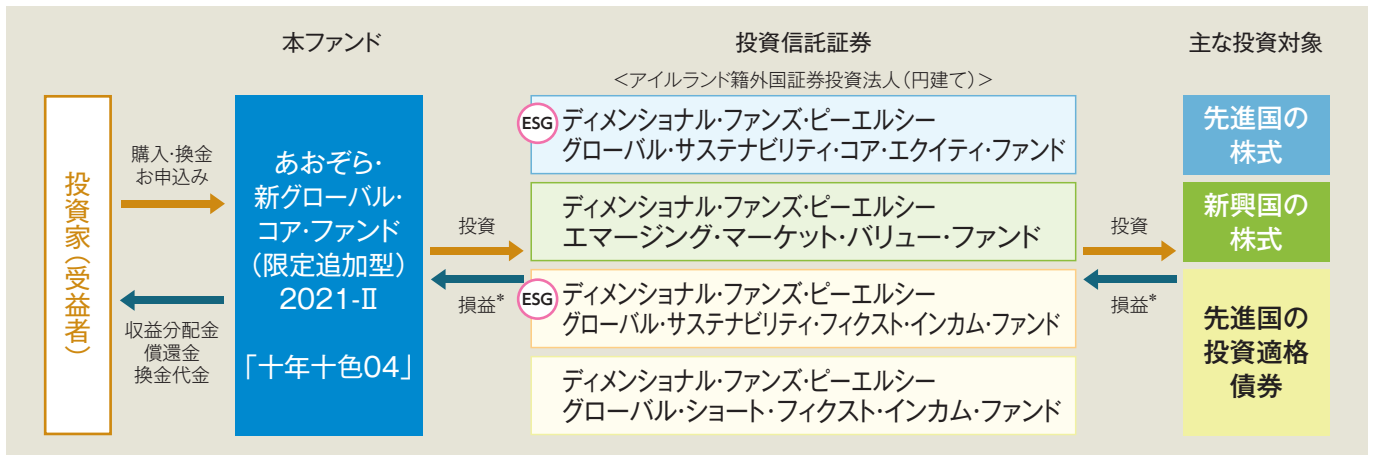 本ファンド
投資信託証券
主な投資対象
＜アイルランド籍外国証券投資法人（円建て）＞
投資家（受益者）
購入・換金
お申込み
収益分配金
償還金
換金代金
あおぞら・
新グローバル・
コア・ファンド
（限定追加型）
2021-Ⅱ
「十年十色04」
投資
損益*
ESG
ディメンショナル・ファンズ・ピーエルシー
グローバル・サステナビリティ・コア・エクイティ・ファンド
ディメンショナル・ファンズ・ピーエルシー
エマージング・マーケット・バリュー・ファンド
ESG
ディメンショナル・ファンズ・ピーエルシー
グローバル・サステナビリティ・フィクスト・インカム・ファンド
ディメンショナル・ファンズ・ピーエルシー
グローバル・ショート・フィクスト・インカム・ファンド
投資
損益*
先進国の
株式
新興国の
株式
先進国の
投資適格
債券